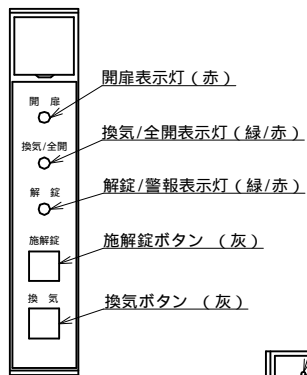 開 扉
開扉表示灯（赤）
換気/全開
換気/全開表示灯（緑/赤）
解 錠
解錠/警報表示灯（緑/赤）
施解錠
施解錠ボタン （灰）
換 気
換気ボタン （灰）